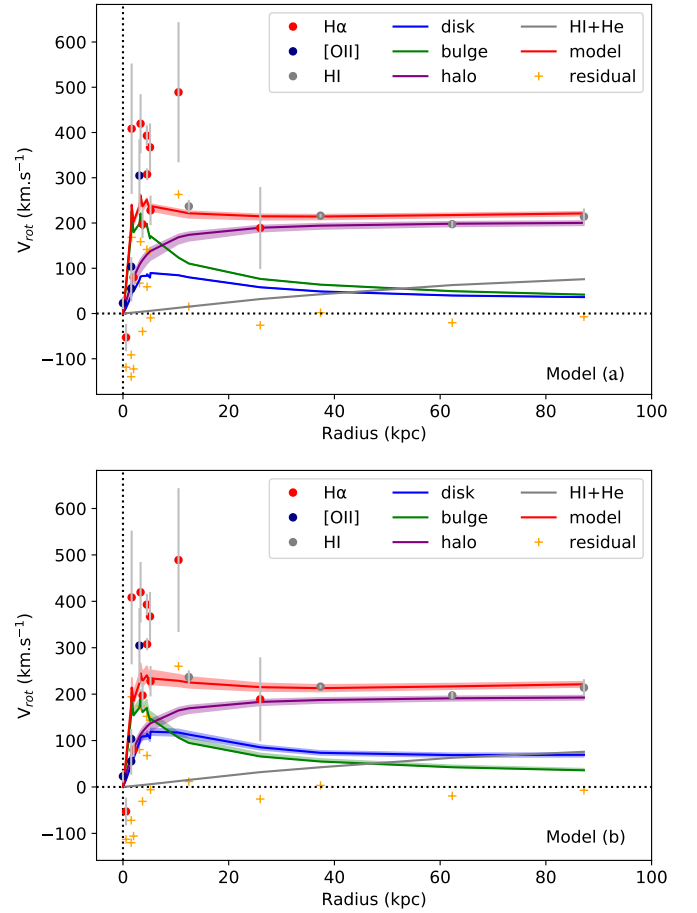 Hα disk HI+He
[OII] bulge model
HI halo residual
600
500
400
300
200
100
0
−100
V_rot (km.s⁻¹)
Model (a)
0 20 40 60 80 100
Radius (kpc)
Hα disk HI+He
[OII] bulge model
HI halo residual
600
500
400
300
200
100
0
−100
V_rot (km.s⁻¹)
Model (b)
0 20 40 60 80 100
Radius (kpc)